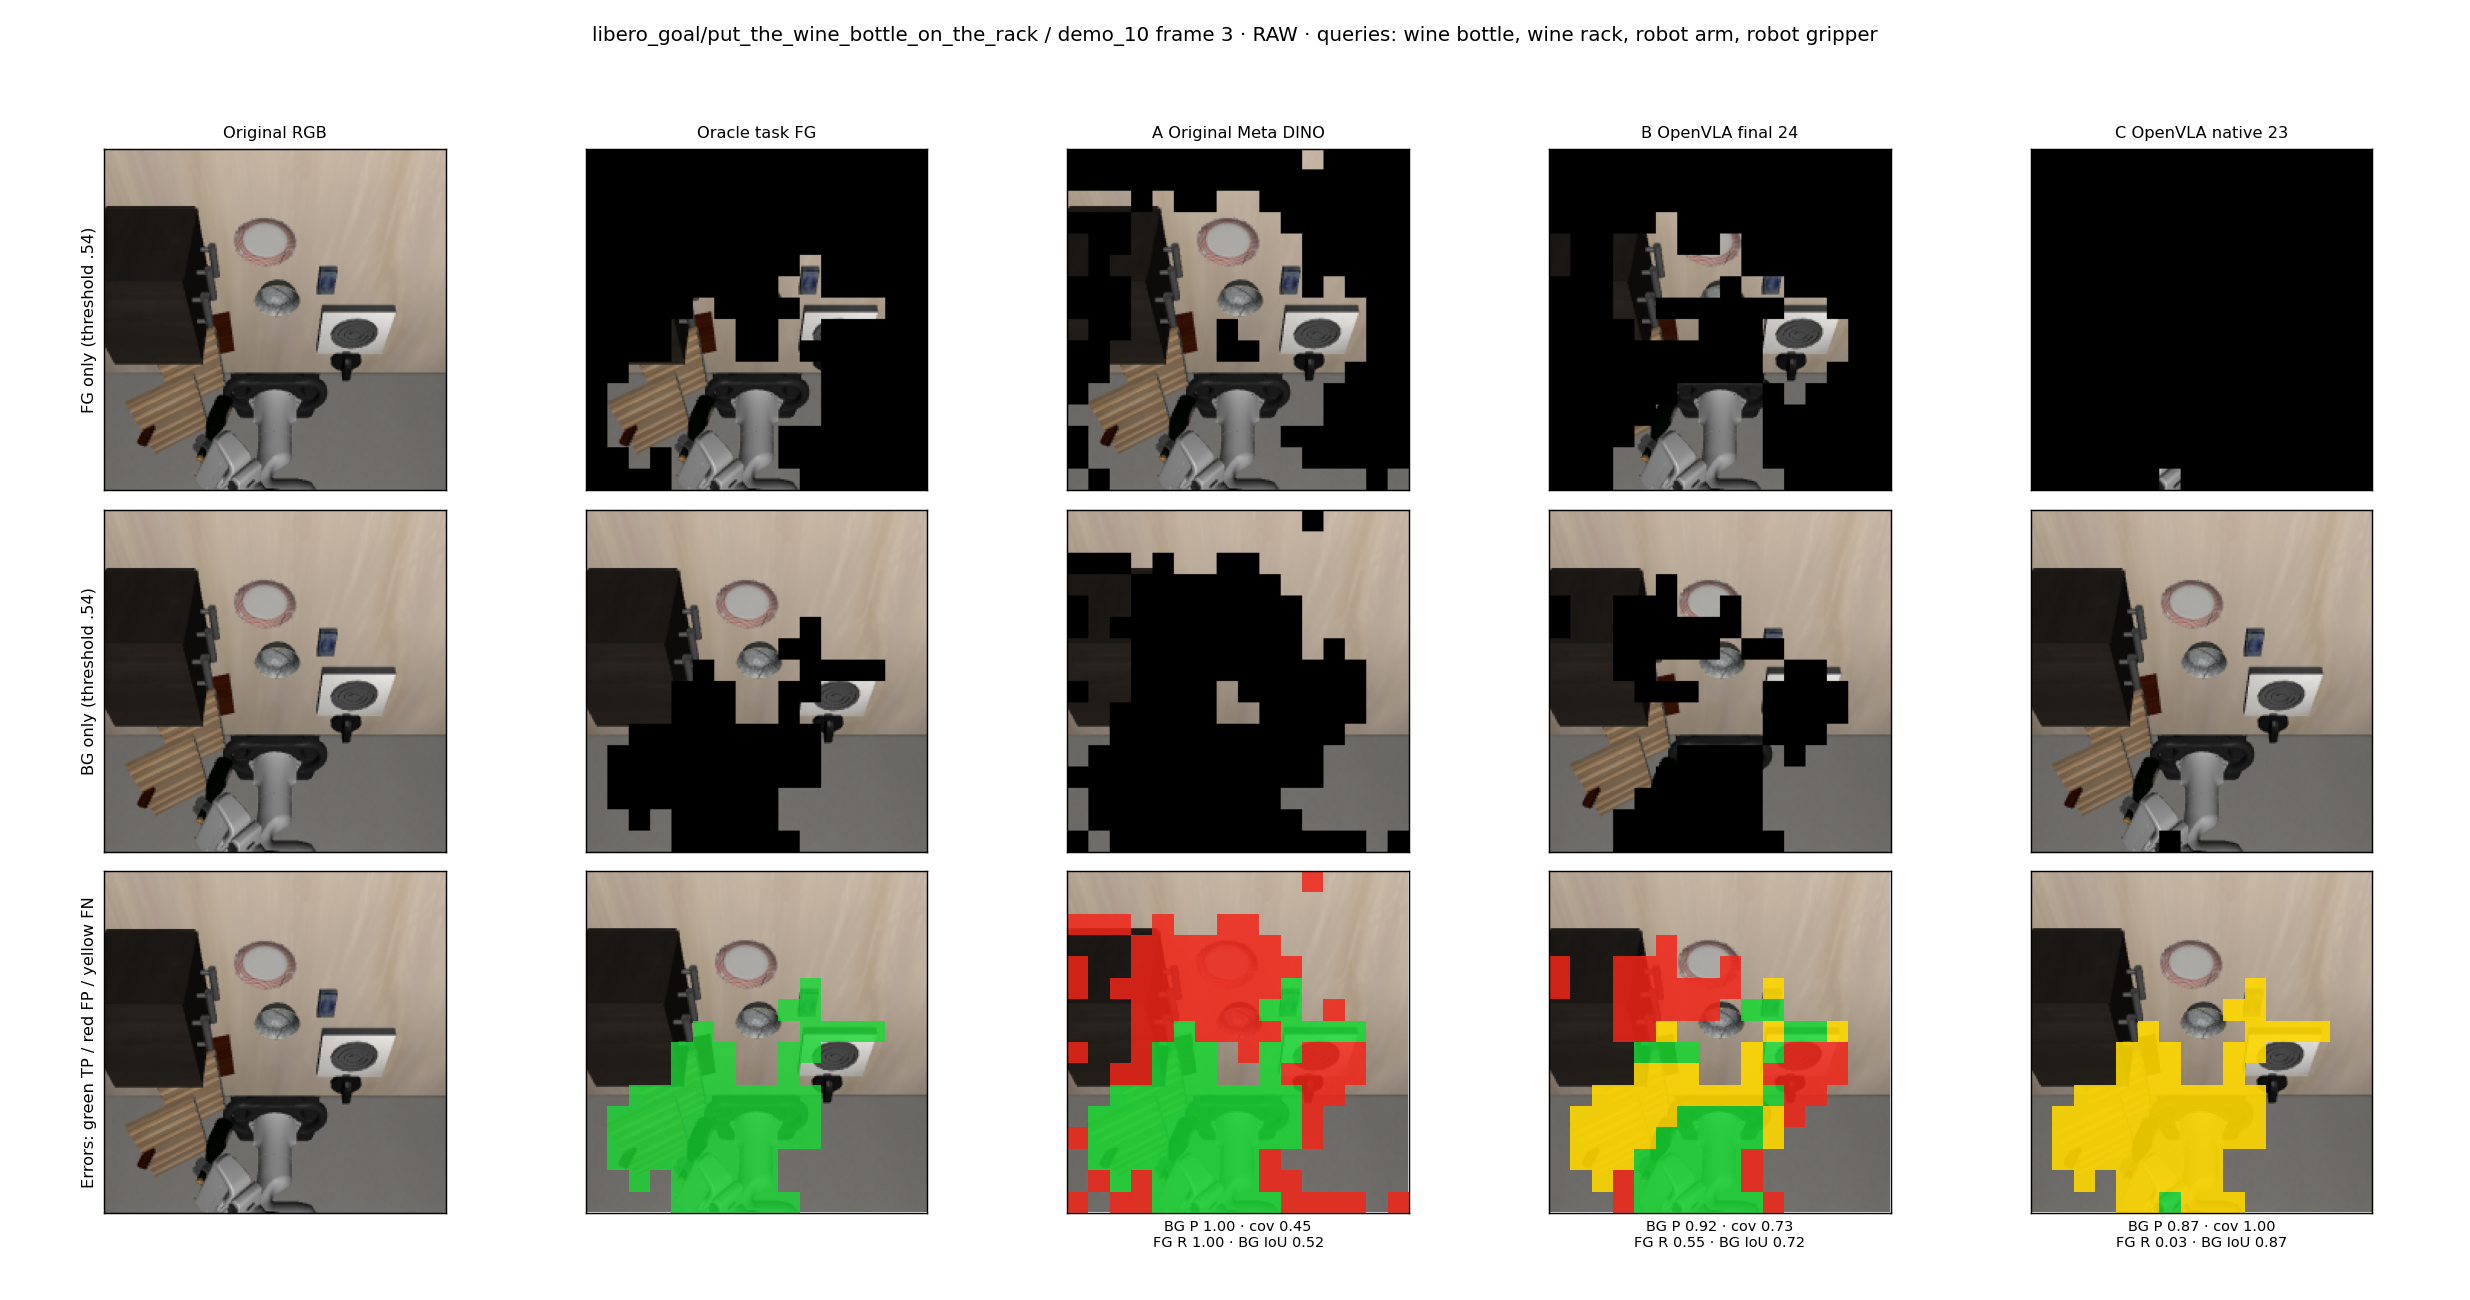 libero_goal/put_the_wine_bottle_on_the_rack / demo_10 frame 3 · RAW · queries: wine bottle, wine rack, robot arm, robot gripper
Original RGB
Oracle task FG
A Original Meta DINO
B OpenVLA final 24
C OpenVLA native 23
FG only (threshold .54)
BG only (threshold .54)
Errors: green TP / red FP / yellow FN
BG P 1.00 · cov 0.45
FG R 1.00 · BG IoU 0.52
BG P 0.92 · cov 0.73
FG R 0.55 · BG IoU 0.72
BG P 0.87 · cov 1.00
FG R 0.03 · BG IoU 0.87